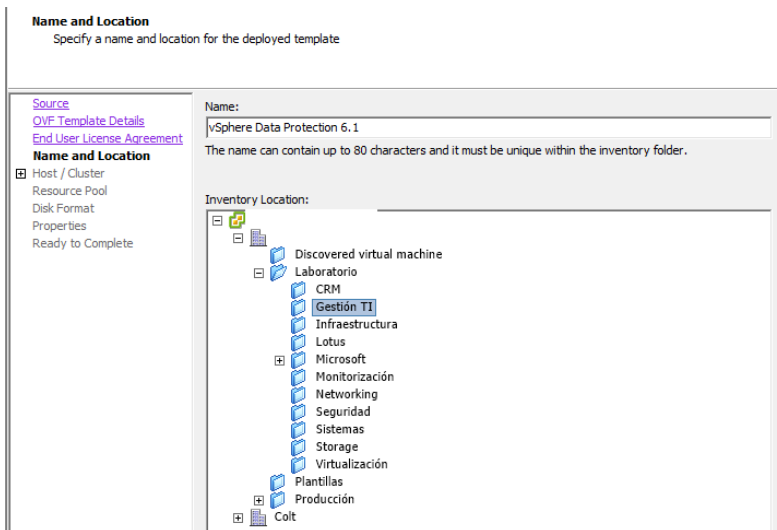 Name and Location
Specify a name and location for the deployed template
Source
OVF Template Details
End User License Agreement
Name and Location
Host / Cluster
Resource Pool
Disk Format
Properties
Ready to Complete
Name:
vSphere Data Protection 6.1
The name can contain up to 80 characters and it must be unique within the inventory folder.
Inventory Location:
Discovered virtual machine
Laboratorio
CRM
Gestión TI
Infraestructura
Lotus
Microsoft
Monitorización
Networking
Seguridad
Sistemas
Storage
Virtualización
Plantillas
Producción
Colt